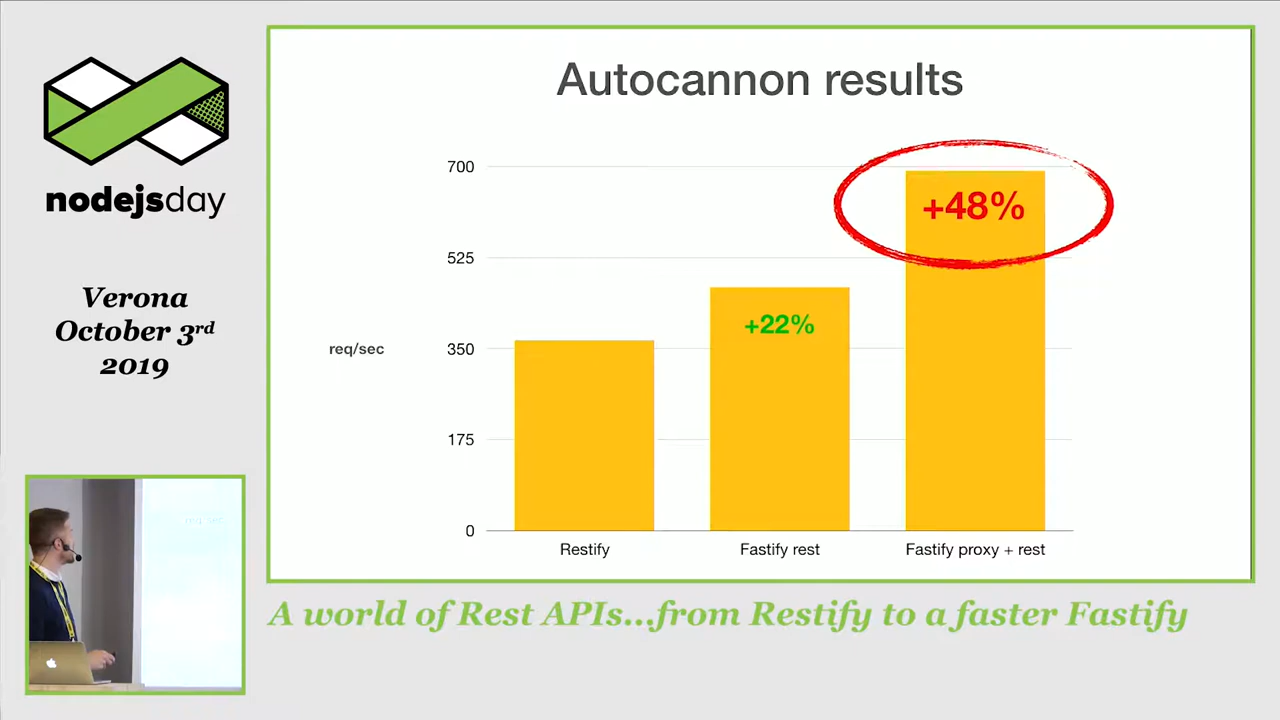 nodejsday
Verona
October 3rd
2019
Autocannon results
700
525
350
175
0
req/sec
+22%
+48%
Restify
Fastify rest
Fastify proxy + rest
A world of Rest APIs...from Restify to a faster Fastify